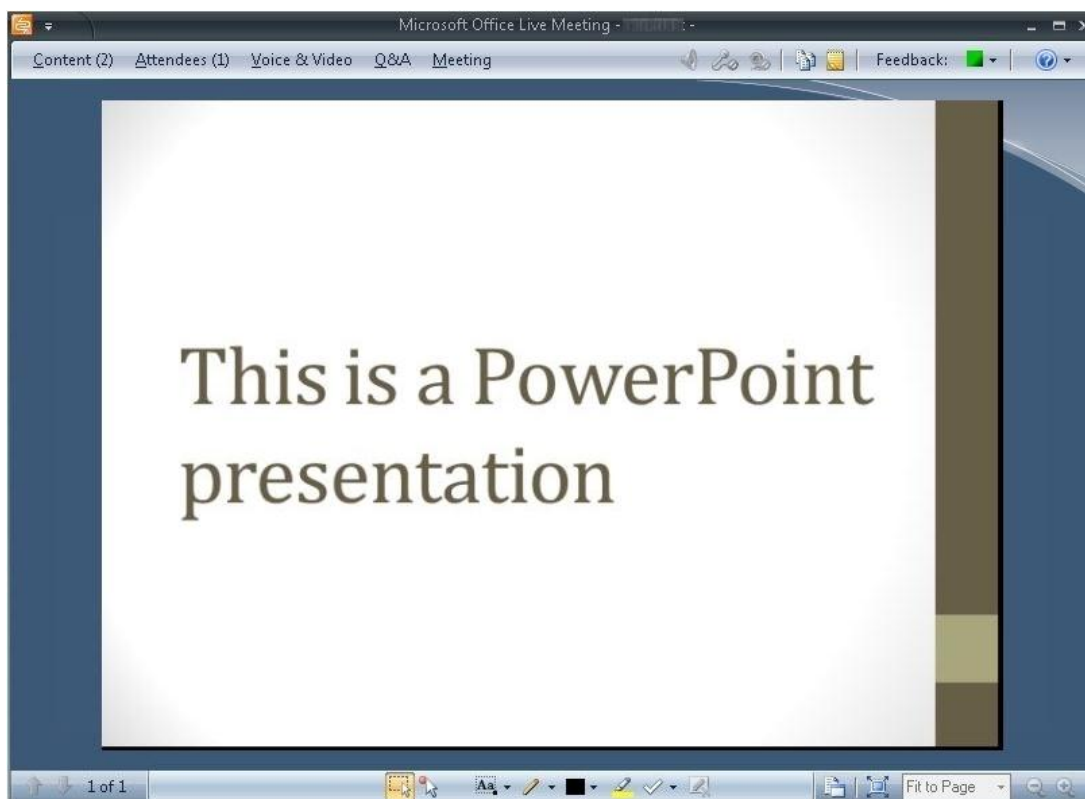 Microsoft Office Live Meeting - -
Content (2) Attendees (1) Voice & Video Q&A Meeting Feedback:
This is a PowerPoint
presentation
1 of 1 Aa Fit to Page